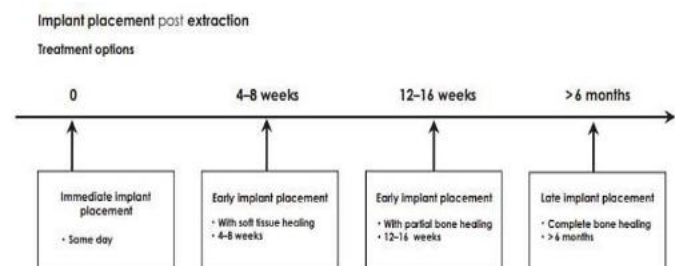 Implant placement post extraction
Treatment options
0
4–8 weeks
12–16 weeks
>6 months
Immediate implant
placement
• Same day
Early implant placement
• With soft tissue healing
• 4–8 weeks
Early implant placement
• With partial bone healing
• 12–16 weeks
Late implant placement
• Complete bone healing
• >6 months